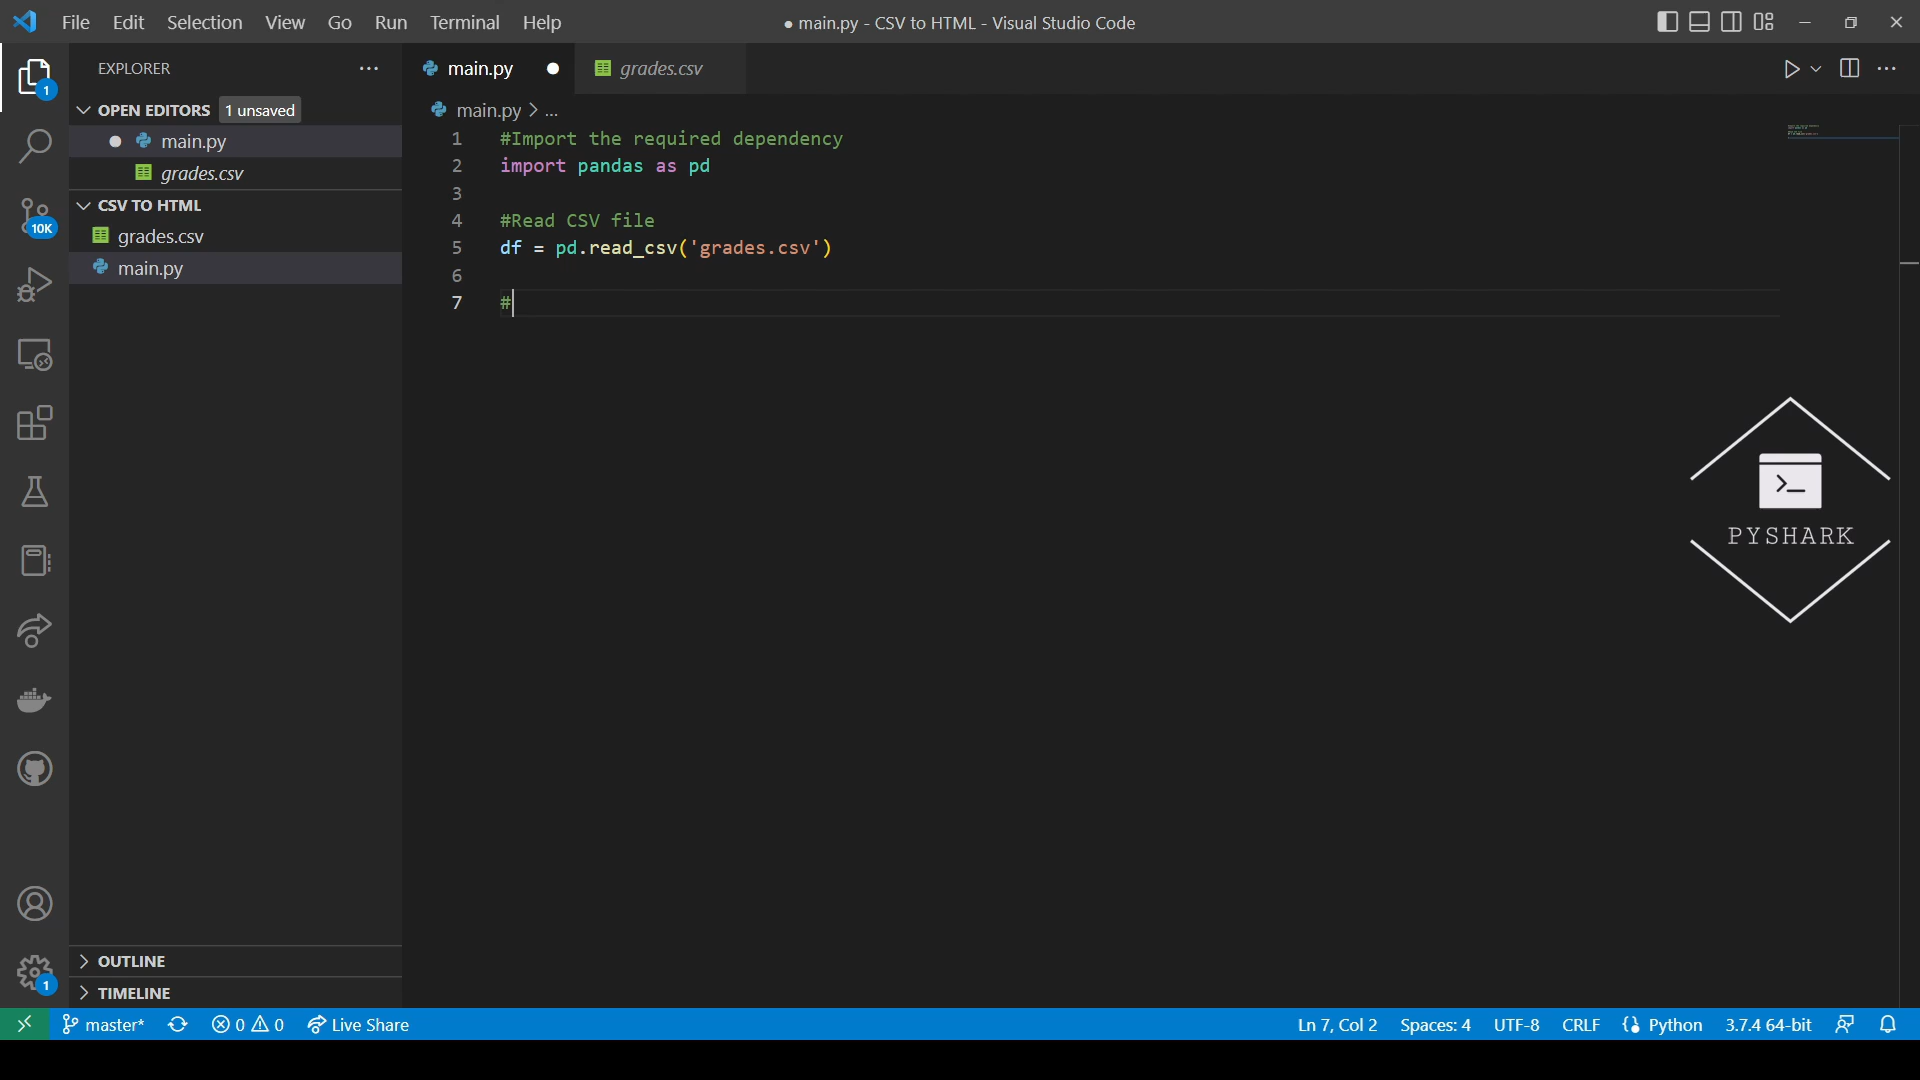 File Edit Selection View Go Run Terminal Help
● main.py - CSV to HTML - Visual Studio Code
EXPLORER
OPEN EDITORS 1 unsaved
main.py
grades.csv
CSV TO HTML
grades.csv
main.py
OUTLINE
TIMELINE
1
10K
1
main.py
grades.csv
main.py > ...
1 #Import the required dependency
2 import pandas as pd
3
4 #Read CSV file
5 df = pd.read_csv('grades.csv')
6
7 #
>_
PYSHARK
master* 0 0 Live Share
Ln 7, Col 2 Spaces: 4 UTF-8 CRLF {} Python 3.7.4 64-bit